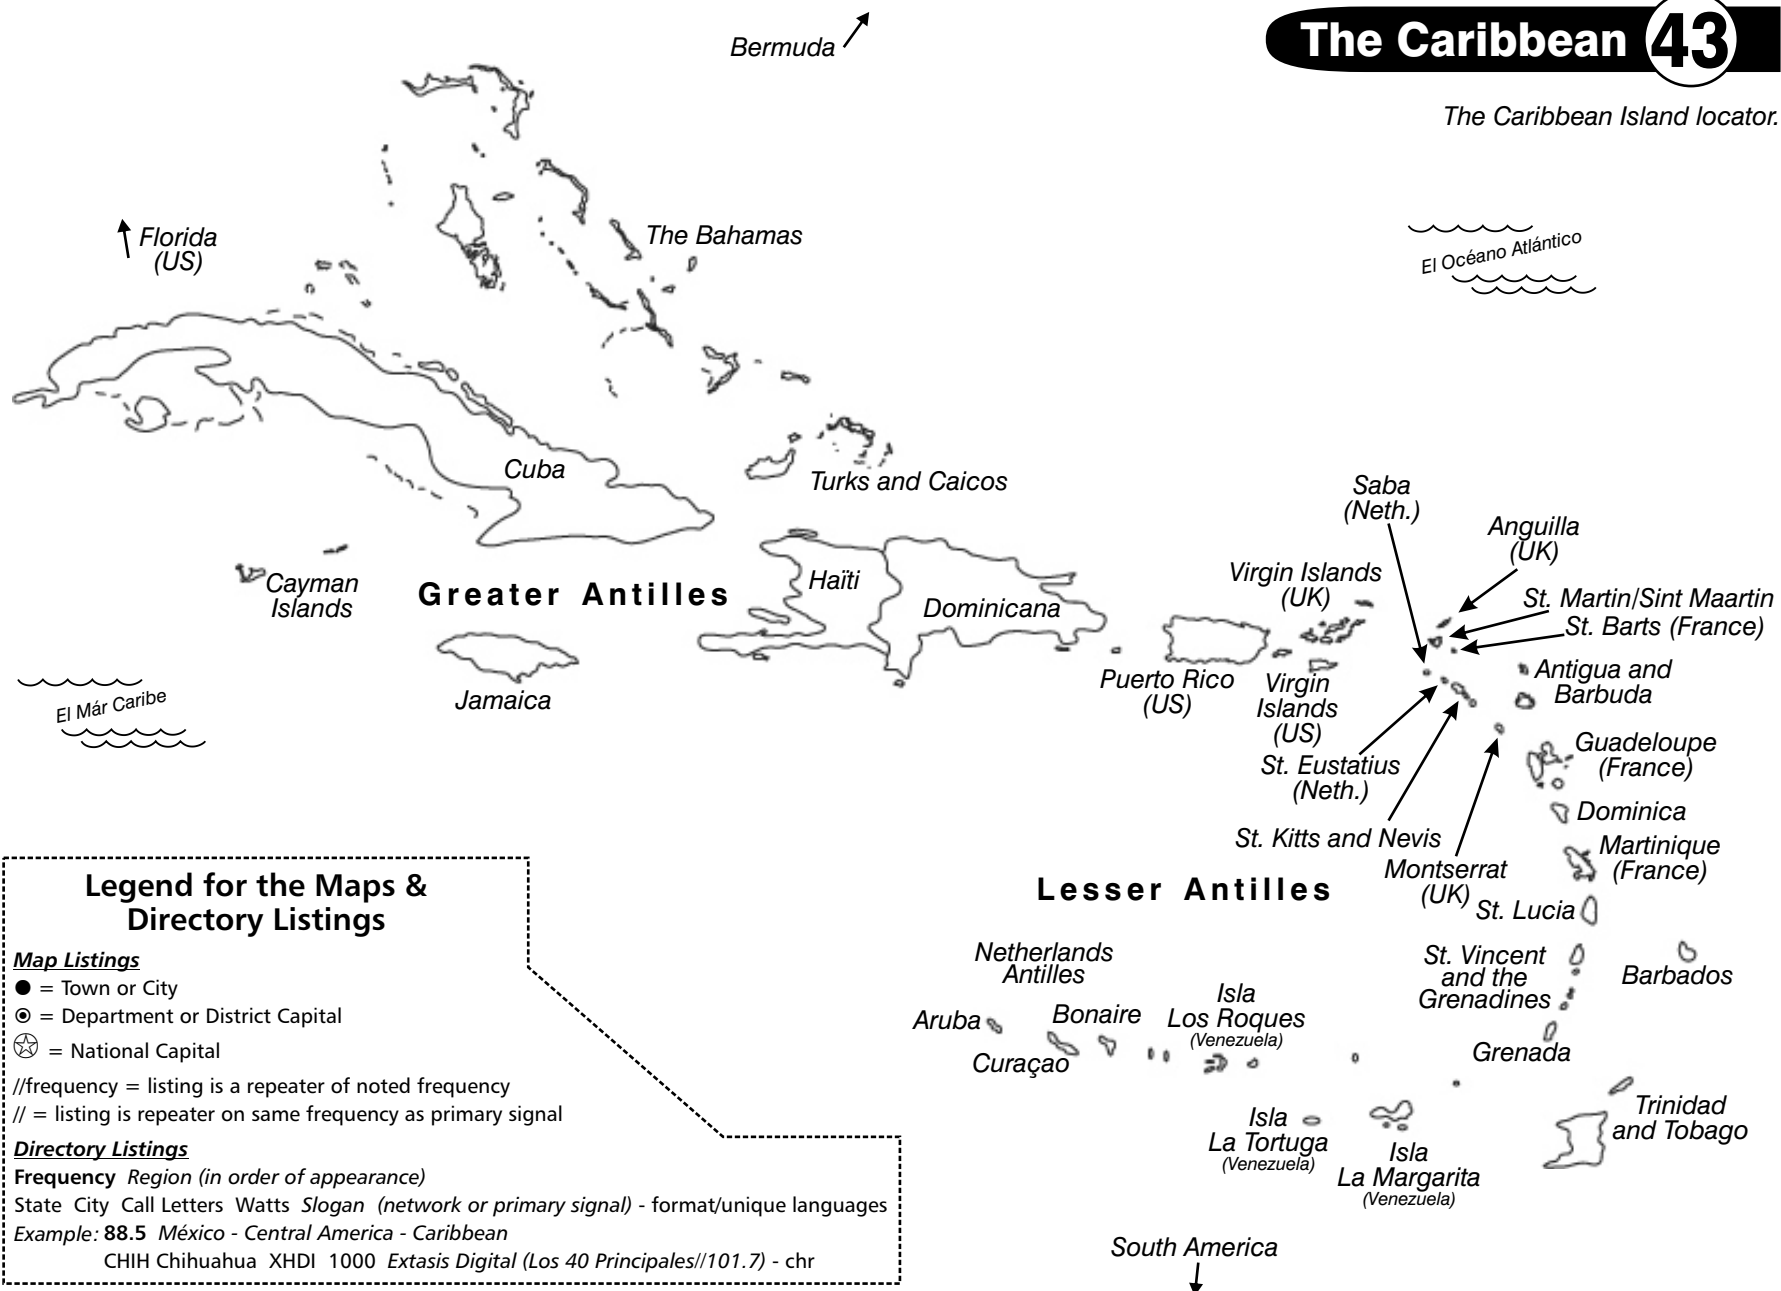 The Caribbean 43
The Caribbean Island locator.
Bermuda
Florida
(US)
The Bahamas
El Océano Atlántico
Cuba
Turks and Caicos
Cayman
Islands
Greater Antilles
Haïti
Dominicana
Jamaica
El Már Caribe
Puerto Rico
(US)
Virgin Islands
(UK)
Virgin
Islands
(US)
Saba
(Neth.)
Anguilla
(UK)
St. Martin/Sint Maartin
St. Barts (France)
Antigua and
Barbuda
St. Eustatius
(Neth.)
St. Kitts and Nevis
Montserrat
(UK)
Guadeloupe
(France)
Dominica
Martinique
(France)
Lesser Antilles
St. Lucia
St. Vincent
and the
Grenadines
Barbados
Grenada
Netherlands
Antilles
Aruba
Bonaire
Curaçao
Isla
Los Roques
(Venezuela)
Isla
La Tortuga
(Venezuela)
Isla
La Margarita
(Venezuela)
Trinidad
and Tobago
South America
Legend for the Maps &
Directory Listings
Map Listings
= Town or City
= Department or District Capital
= National Capital
//frequency = listing is a repeater of noted frequency
// = listing is repeater on same frequency as primary signal
Directory Listings
Frequency Region (in order of appearance)
State City Call Letters Watts Slogan (network or primary signal) - format/unique languages
Example: 88.5 México - Central America - Caribbean
CHIH Chihuahua XHDI 1000 Extasis Digital (Los 40 Principales//101.7) - chr